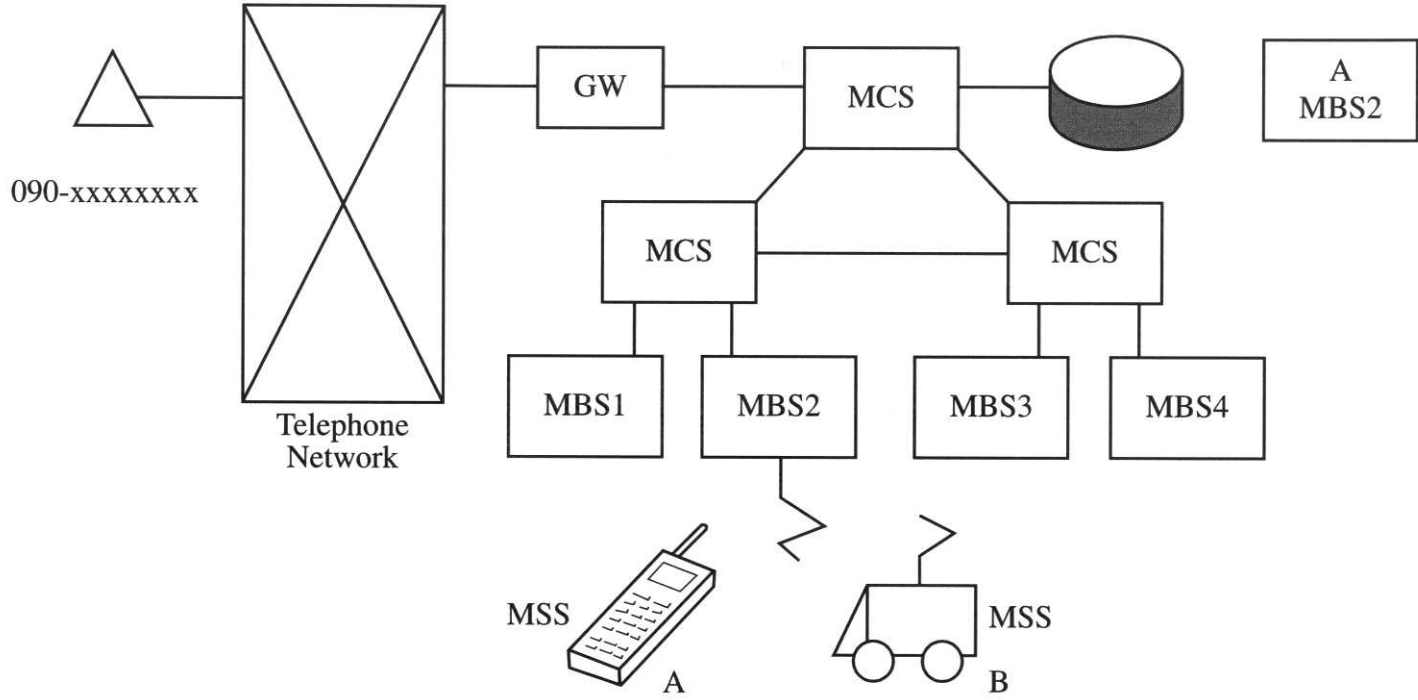 GW
MCS
A
MBS2
090-xxxxxxxx
MCS
MCS
MBS1
MBS2
MBS3
MBS4
Telephone
Network
MSS
A
MSS
B